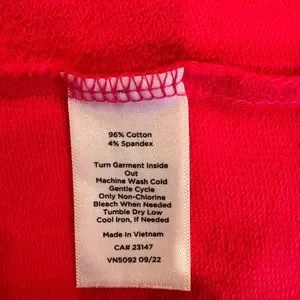 96% Cotton
4% Spandex
Turn Garment Inside
Out
Machine Wash Cold
Gentle Cycle
Only Non-Chlorine
Bleach When Needed
Tumble Dry Low
Cool Iron, If Needed
Made In Vietnam
CA# 23147
VN5092 09/22